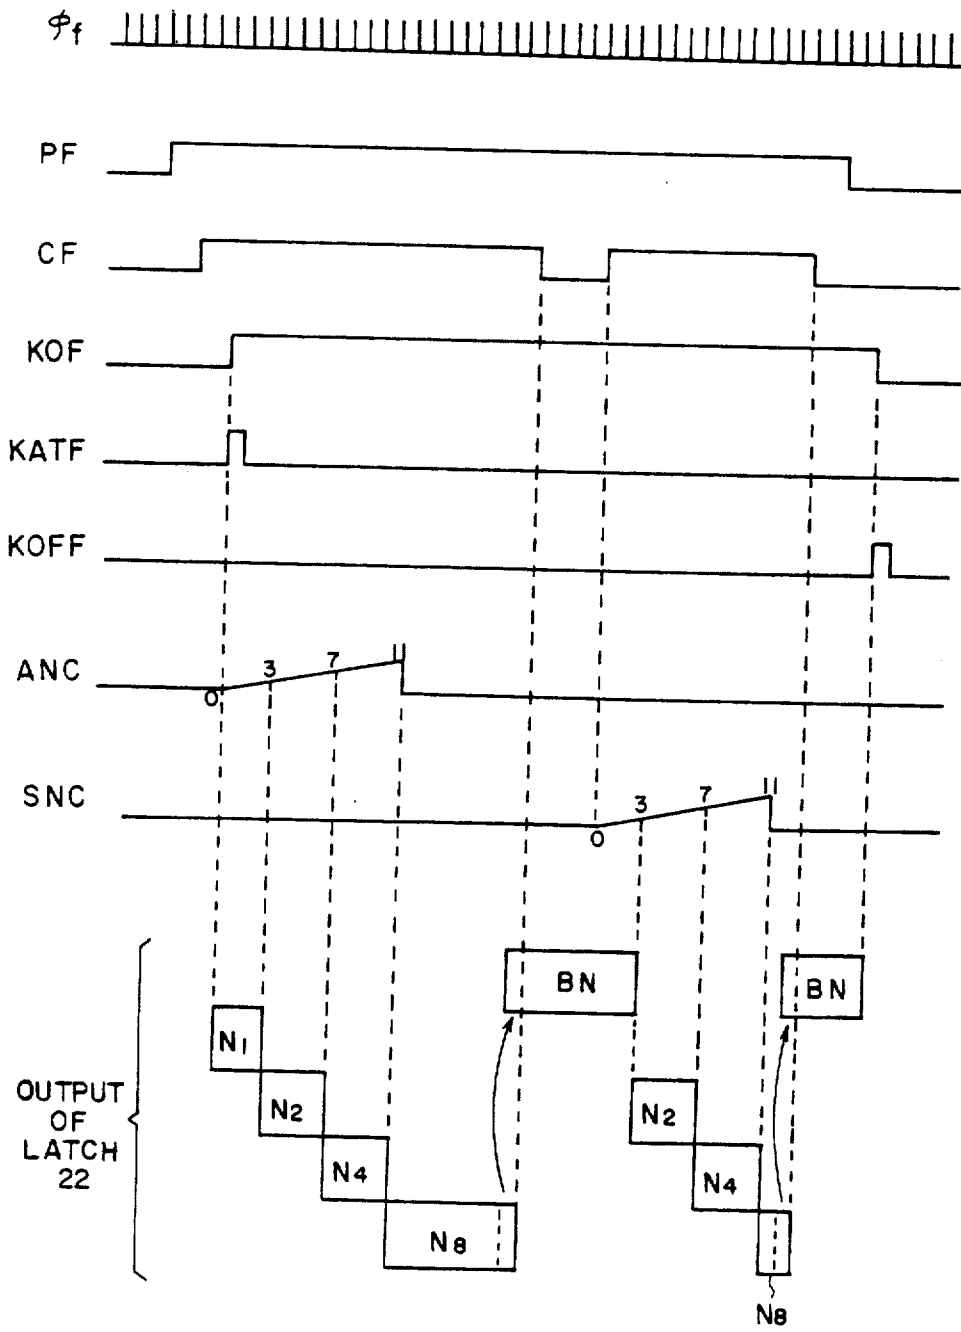 ϕf
PF
CF
KOF
KATF
KOFF
ANC
0 3 7 11
SNC
0 3 7 11
BN BN
N1
OUTPUT
OF
LATCH
22
N2 N2
N4 N4
N8
N8